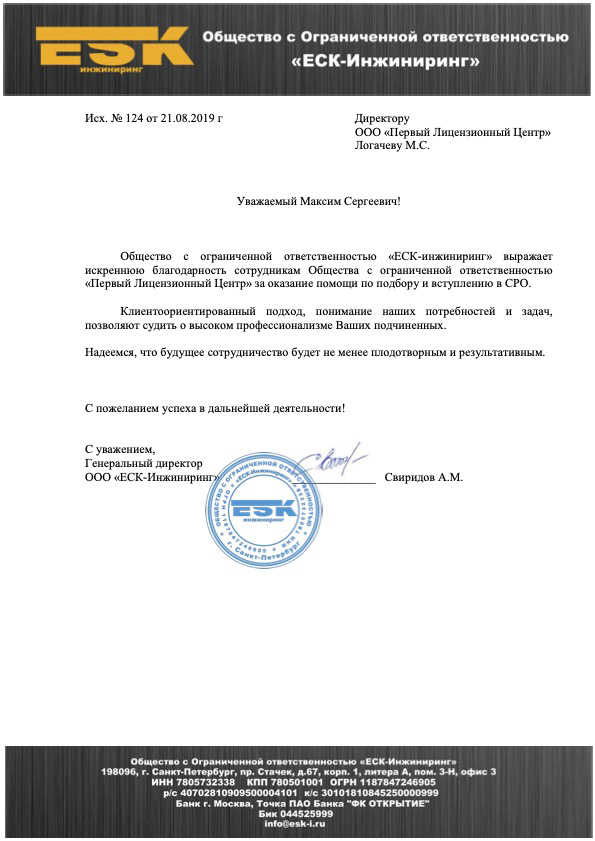 ESK
инжиниринг
Общество с Ограниченной ответственностью
«ЕСК-Инжиниринг»
Исх. № 124 от 21.08.2019 г
Директору
ООО «Первый Лицензионный Центр»
Логачеву М.С.
Уважаемый Максим Сергеевич!
Общество с ограниченной ответственностью «ЕСК-инжиниринг» выражает
искреннюю благодарность сотрудникам Общества с ограниченной ответственностью
«Первый Лицензионный Центр» за оказание помощи по подбору и вступлению в СРО.
Клиентоориентированный подход, понимание наших потребностей и задач,
позволяют судить о высоком профессионализме Ваших подчиненных.
Надеемся, что будущее сотрудничество будет не менее плодотворным и результативным.
С пожеланием успеха в дальнейшей деятельности!
С уважением,
Генеральный директор
ООО «ЕСК-Инжиниринг» Свиридов А.М.
ОБЩЕСТВО С ОГРАНИЧЕННОЙ ОТВЕТСТВЕННОСТЬЮ
«ЕСК-Инжиниринг»
ESK
ИНЖИНИРИНГ
г. Санкт-Петербург
Общество с Ограниченной ответственностью «ЕСК-Инжиниринг»
198096, г. Санкт-Петербург, пр. Стачек, д.67, корп. 1, литера А, пом. 3-Н, офис 3
ИНН 7805732338 КПП 780501001 ОГРН 1187847246905
р/с 40702810909500004101 к/с 30101810845250000999
Банк г. Москва, Точка ПАО Банка "ФК ОТКРЫТИЕ"
Бик 044525999
info@esk-i.ru